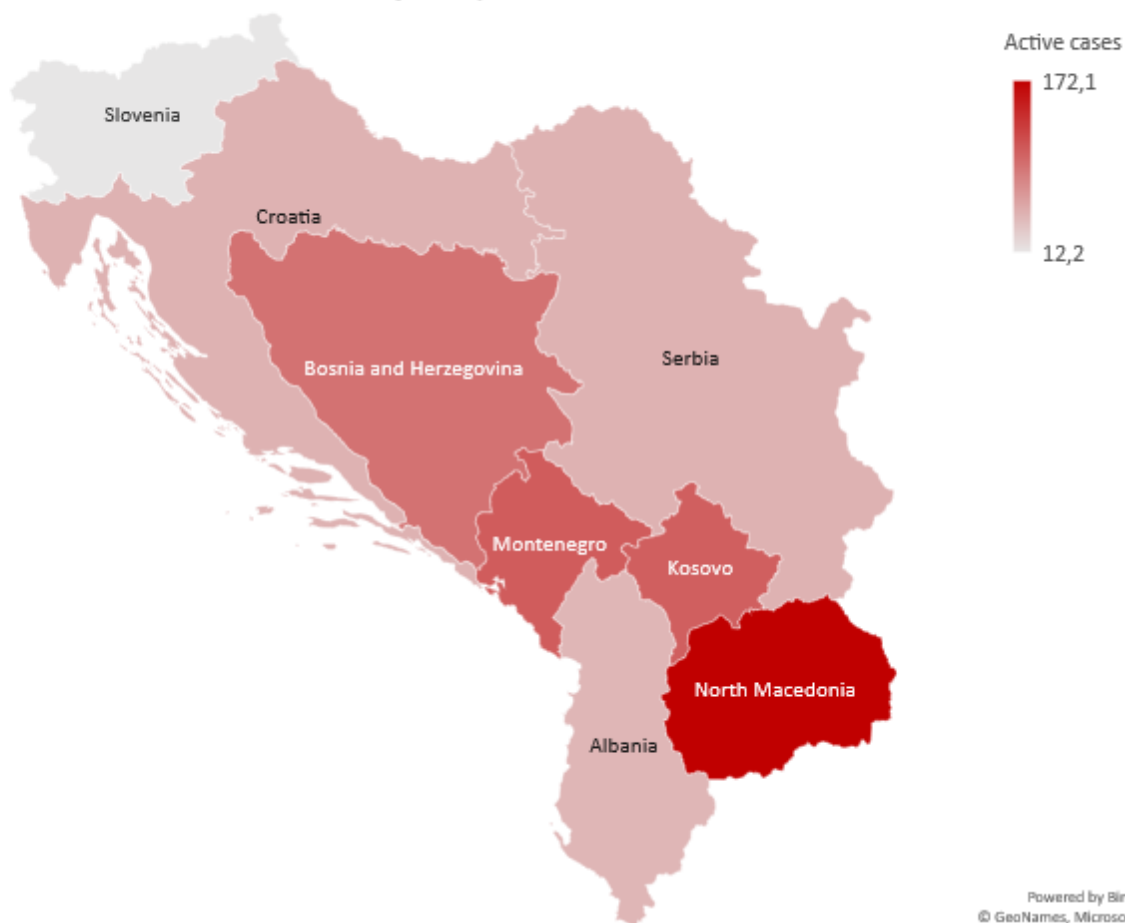 Active cases
172,1
12,2
Slovenia
Croatia
Bosnia and Herzegovina
Serbia
Montenegro
Kosovo
North Macedonia
Albania
Powered by Bin
© GeoNames, Microso